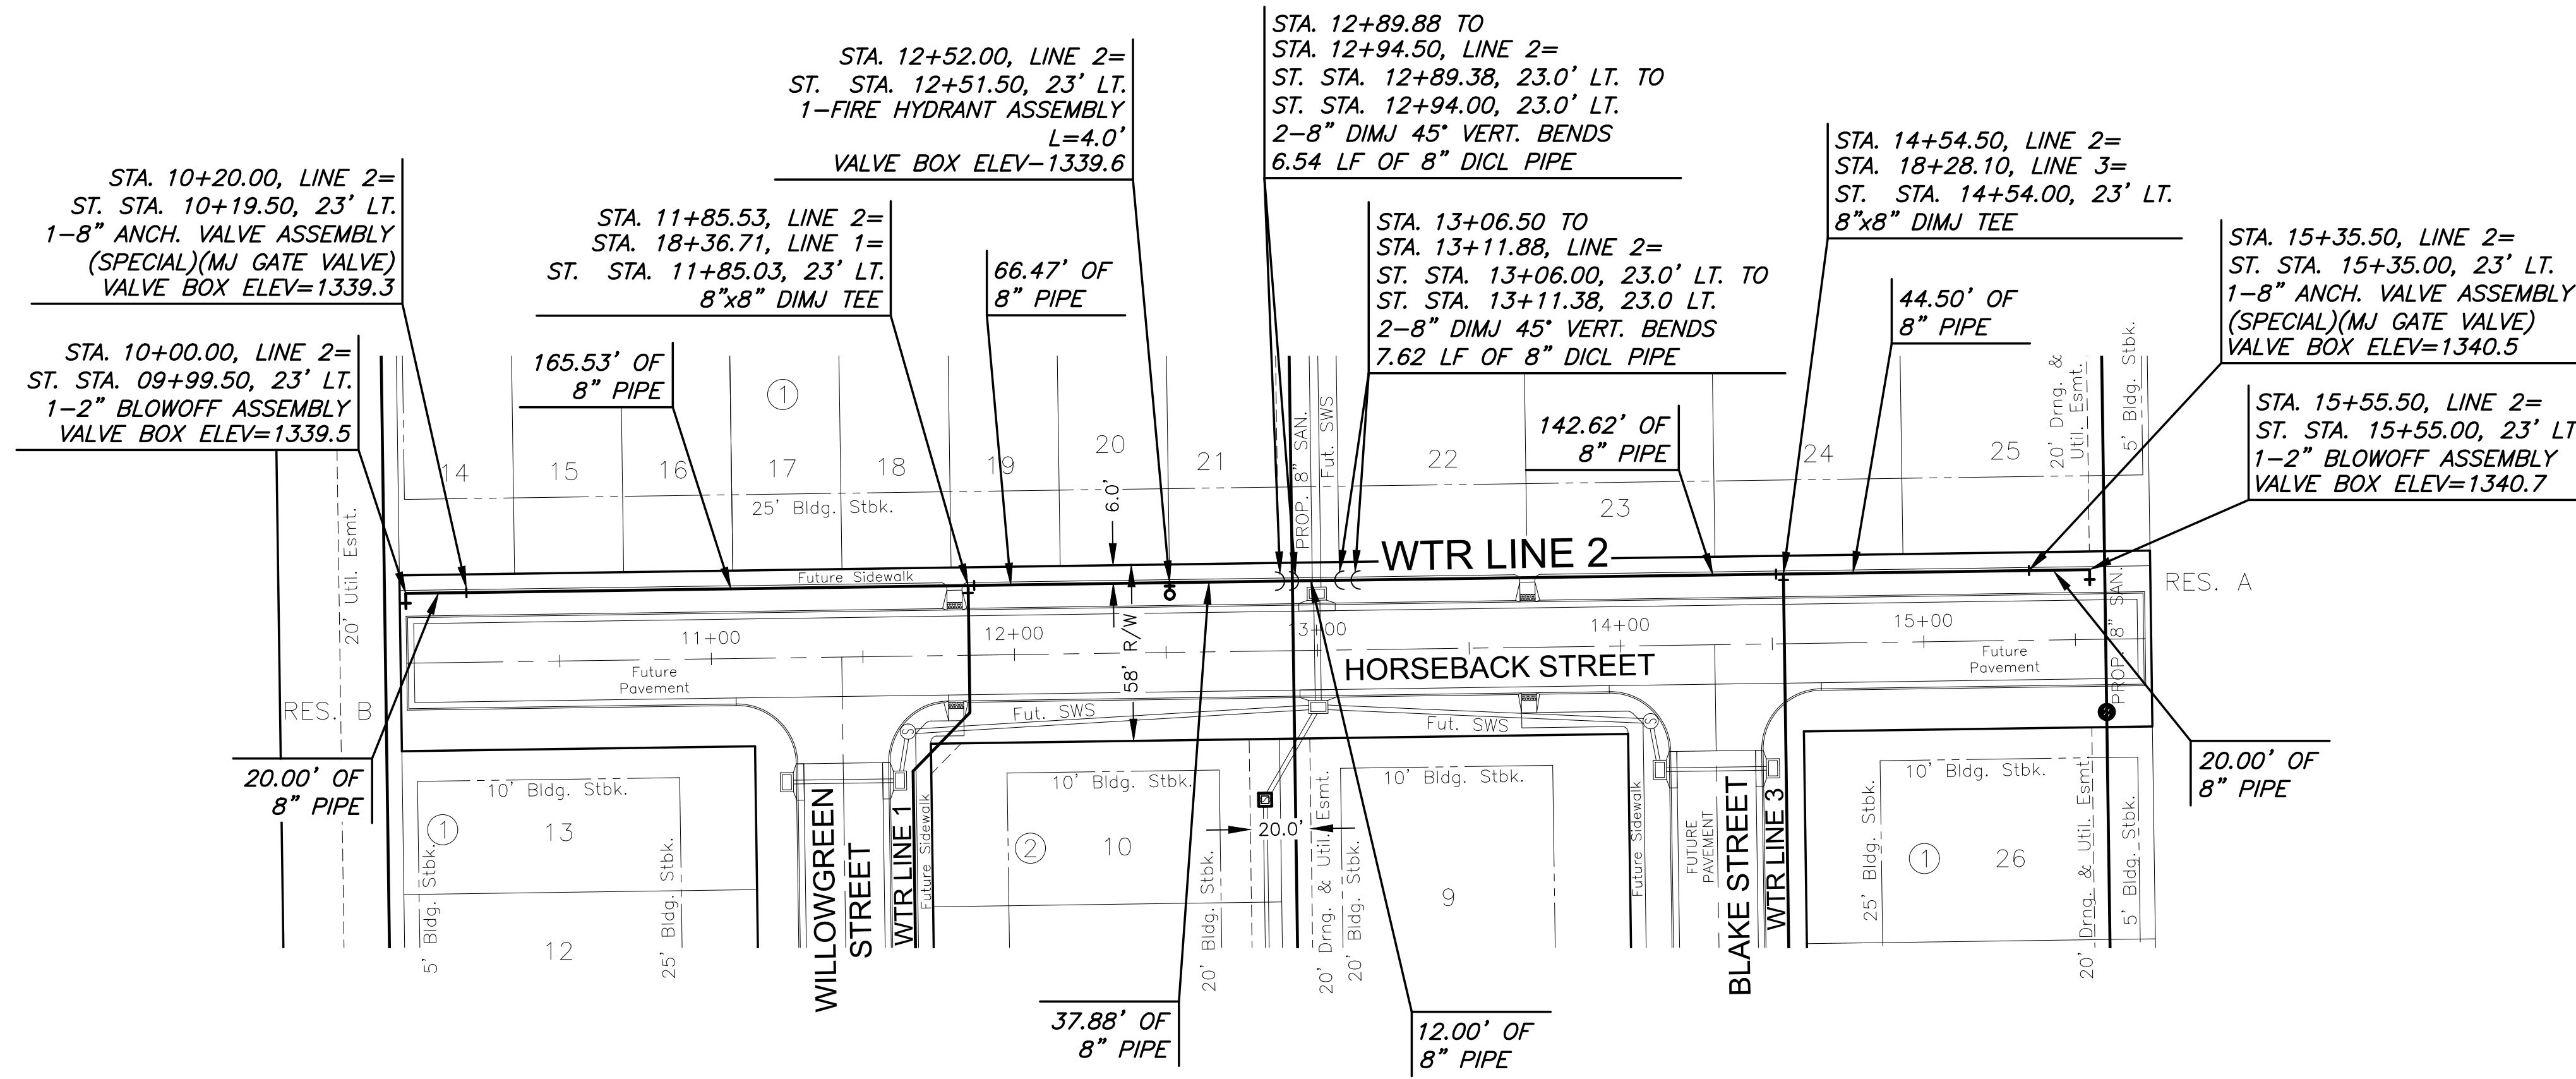 STA. 10+20.00, LINE 2=
ST. STA. 10+19.50, 23' LT.
1-8" ANCH. VALVE ASSEMBLY
(SPECIAL)(MJ GATE VALVE)
VALVE BOX ELEV=1339.3
STA. 10+00.00, LINE 2=
ST. STA. 09+99.50, 23' LT.
1-2" BLOWOFF ASSEMBLY
VALVE BOX ELEV=1339.5
STA. 11+85.53, LINE 2=
STA. 18+36.71, LINE 1=
ST. STA. 11+85.03, 23' LT.
8"x8" DIMJ TEE
165.53' OF
8" PIPE
STA. 12+52.00, LINE 2=
ST. STA. 12+51.50, 23' LT.
1-FIRE HYDRANT ASSEMBLY
L=4.0'
VALVE BOX ELEV-1339.6
66.47' OF
8" PIPE
STA. 12+89.88 TO
STA. 12+94.50, LINE 2=
ST. STA. 12+89.38, 23.0' LT. TO
ST. STA. 12+94.00, 23.0' LT.
2-8" DIMJ 45° VERT. BENDS
6.54 LF OF 8" DICL PIPE
STA. 13+06.50 TO
STA. 13+11.88, LINE 2=
ST. STA. 13+06.00, 23.0' LT. TO
ST. STA. 13+11.38, 23.0 LT.
2-8" DIMJ 45° VERT. BENDS
7.62 LF OF 8" DICL PIPE
142.62' OF
8" PIPE
STA. 14+54.50, LINE 2=
STA. 18+28.10, LINE 3=
ST. STA. 14+54.00, 23' LT.
8"x8" DIMJ TEE
44.50' OF
8" PIPE
STA. 15+35.50, LINE 2=
ST. STA. 15+35.00, 23' LT.
1-8" ANCH. VALVE ASSEMBLY
(SPECIAL)(MJ GATE VALVE)
VALVE BOX ELEV=1340.5
STA. 15+55.50, LINE 2=
ST. STA. 15+55.00, 23' LT
1-2" BLOWOFF ASSEMBLY
VALVE BOX ELEV=1340.7
14
15
16
1
17
18
19
20
21
22
23
24
25
25' Bldg. Stbk.
6.0'
PROP. 8" SAN.
Fut. SWS
20' Drng. &
Util. Esmt.
5' Bldg. Stbk.
20' Util. Esmt.
WTR LINE 2
Future Sidewalk
RES. A
11+00
12+00
13+00
14+00
15+00
Future
Pavement
58' R/W
HORSEBACK STREET
Future
Pavement
PROP. 8" SAN.
RES. B
Fut. SWS
S
Fut. SWS
S
20.00' OF
8" PIPE
10' Bldg. Stbk.
1
13
12
5' Bldg. Stbk.
25' Bldg. Stbk.
WILLOWGREEN
STREET
WTR LINE 1
Future Sidewalk
10' Bldg. Stbk.
2
10
20' Bldg. Stbk.
20.0'
20' Drng. & Util. Esmt.
20' Bldg. Stbk.
10' Bldg. Stbk.
9
Future Sidewalk
FUTURE
PAVEMENT
BLAKE STREET
WTR LINE 3
25' Bldg. Stbk.
10' Bldg. Stbk.
1
26
20' Drng. & Util. Esmt.
5' Bldg. Stbk.
20.00' OF
8" PIPE
37.88' OF
8" PIPE
12.00' OF
8" PIPE